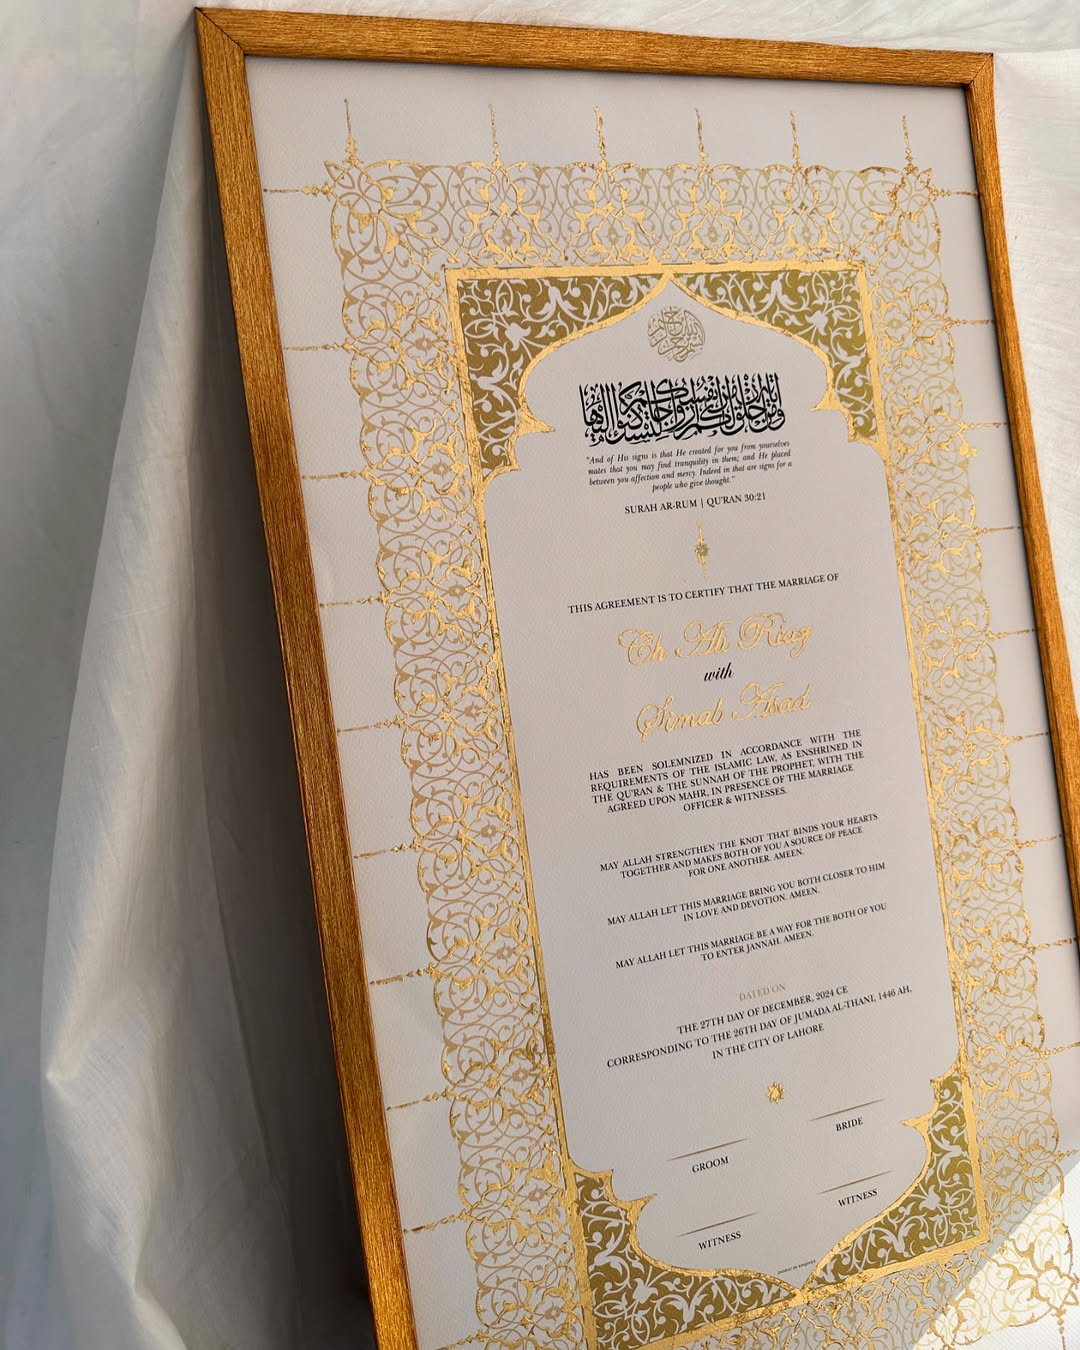 بسم الله الرحمن الرحيم
ومن آياته أن خلق لكم من أنفسكم أزواجا لتسكنوا إليها
"And of His signs is that He created for you from yourselves
mates that you may find tranquility in them; and He placed
between you affection and mercy. Indeed in that are signs for a
people who give thought."
SURAH AR-RUM | QU'RAN 30:21
THIS AGREEMENT IS TO CERTIFY THAT THE MARRIAGE OF
Ch Ali Riaz
with
Simab Asad
HAS BEEN SOLEMNIZED IN ACCORDANCE WITH THE
REQUIREMENTS OF THE ISLAMIC LAW, AS ENSHRINED IN
THE QU'RAN & THE SUNNAH OF THE PROPHET, WITH THE
AGREED UPON MAHR, IN PRESENCE OF THE MARRIAGE
OFFICER & WITNESSES.
MAY ALLAH STRENGTHEN THE KNOT THAT BINDS YOUR HEARTS
TOGETHER AND MAKES BOTH OF YOU A SOURCE OF PEACE
FOR ONE ANOTHER. AMEEN.
MAY ALLAH LET THIS MARRIAGE BRING YOU BOTH CLOSER TO HIM
IN LOVE AND DEVOTION. AMEEN.
MAY ALLAH LET THIS MARRIAGE BE A WAY FOR THE BOTH OF YOU
TO ENTER JANNAH. AMEEN.
DATED ON
THE 27TH DAY OF DECEMBER, 2024 CE
CORRESPONDING TO THE 26TH DAY OF JUMADA AL-THANI, 1446 AH,
IN THE CITY OF LAHORE
GROOM
BRIDE
WITNESS
WITNESS
product by